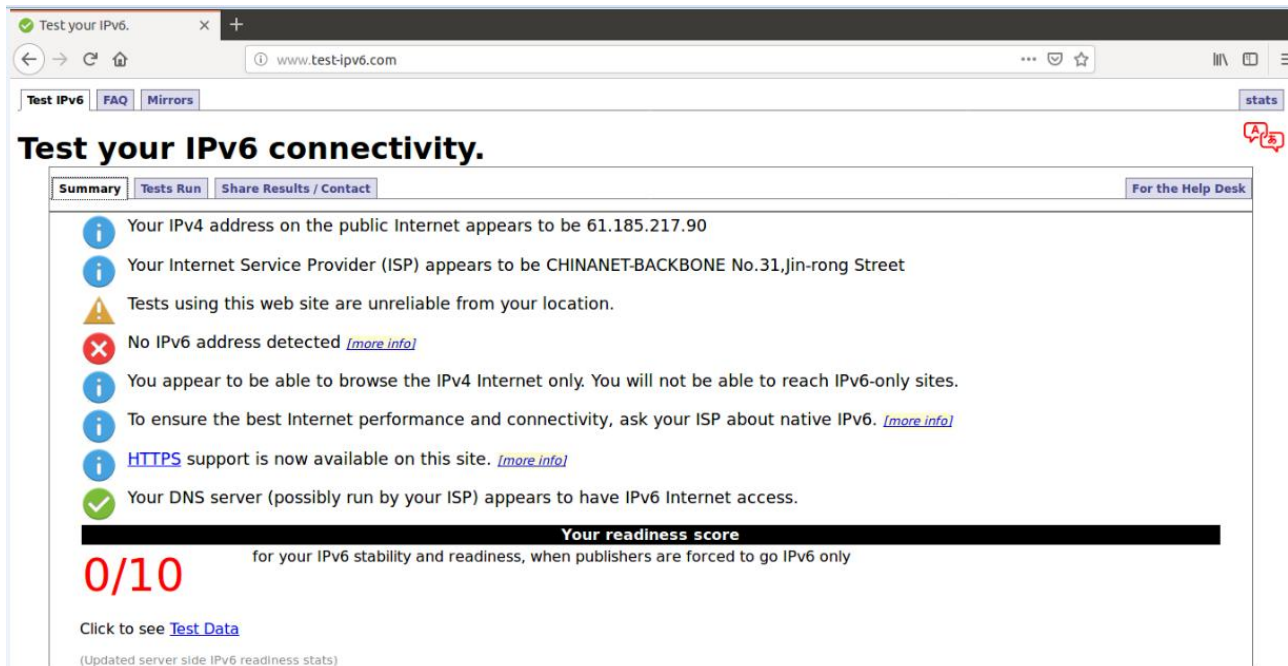 Test your IPv6.
www.test-ipv6.com
Test IPv6 FAQ Mirrors stats
Test your IPv6 connectivity.
Summary Tests Run Share Results / Contact For the Help Desk
Your IPv4 address on the public Internet appears to be 61.185.217.90
Your Internet Service Provider (ISP) appears to be CHINANET-BACKBONE No.31,Jin-rong Street
Tests using this web site are unreliable from your location.
No IPv6 address detected [more info]
You appear to be able to browse the IPv4 Internet only. You will not be able to reach IPv6-only sites.
To ensure the best Internet performance and connectivity, ask your ISP about native IPv6. [more info]
HTTPS support is now available on this site. [more info]
Your DNS server (possibly run by your ISP) appears to have IPv6 Internet access.
Your readiness score
0/10 for your IPv6 stability and readiness, when publishers are forced to go IPv6 only
Click to see Test Data
(Updated server side IPv6 readiness stats)